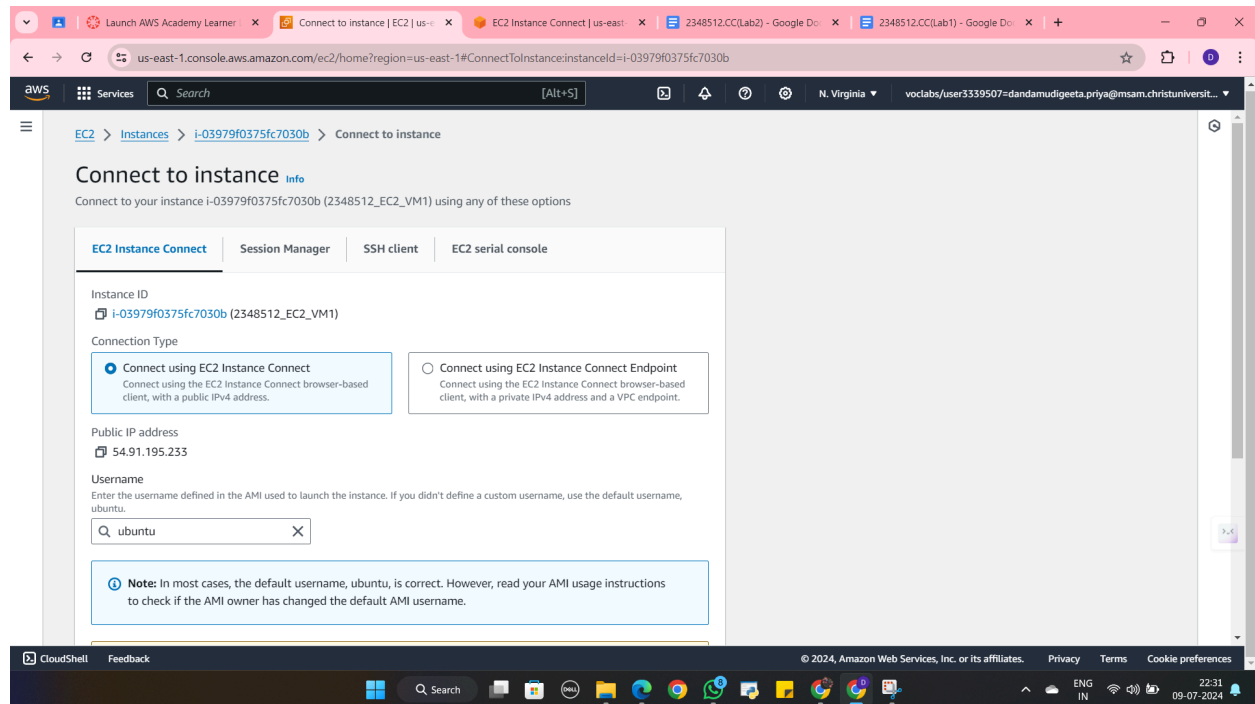 Launch AWS Academy Learner
Connect to instance | EC2 | us-e
EC2 Instance Connect | us-east-
2348512.CC(Lab2) - Google Do
2348512.CC(Lab1) - Google Do
us-east-1.console.aws.amazon.com/ec2/home?region=us-east-1#ConnectToInstance:instanceId=i-03979f0375fc7030b
D
aws
Services
Search
[Alt+S]
N. Virginia
voclabs/user3339507=dandamudigeeta.priya@msam.christuniversit...
EC2 > Instances > i-03979f0375fc7030b > Connect to instance
Connect to instance Info
Connect to your instance i-03979f0375fc7030b (2348512_EC2_VM1) using any of these options
EC2 Instance Connect
Session Manager
SSH client
EC2 serial console
Instance ID
i-03979f0375fc7030b (2348512_EC2_VM1)
Connection Type
Connect using EC2 Instance Connect
Connect using the EC2 Instance Connect browser-based
client, with a public IPv4 address.
Connect using EC2 Instance Connect Endpoint
Connect using the EC2 Instance Connect browser-based
client, with a private IPv4 address and a VPC endpoint.
Public IP address
54.91.195.233
Username
Enter the username defined in the AMI used to launch the instance. If you didn't define a custom username, use the default username,
ubuntu.
ubuntu
Note: In most cases, the default username, ubuntu, is correct. However, read your AMI usage instructions
to check if the AMI owner has changed the default AMI username.
CloudShell
Feedback
© 2024, Amazon Web Services, Inc. or its affiliates.
Privacy
Terms
Cookie preferences
Search
DELL
8
D
ENG
IN
22:31
09-07-2024